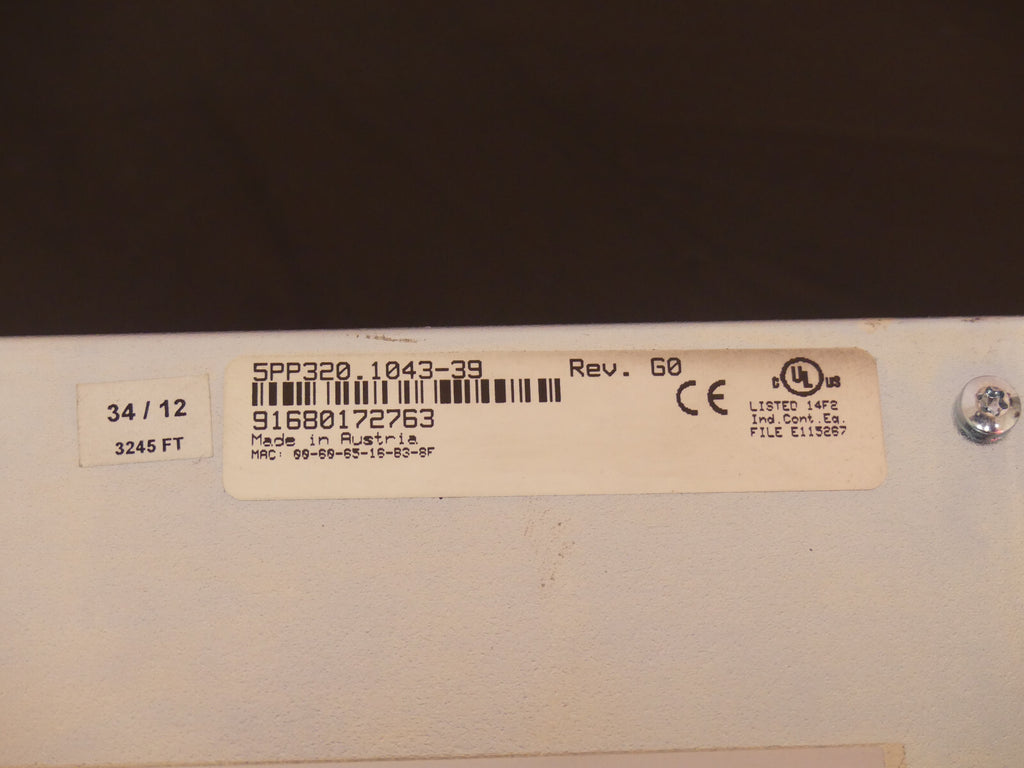 5PP320.1043-39 Rev. G0
91680172763
Made in Austria
MAC: 00-60-65-16-B3-8F
CE
c UL us
LISTED 14F2
Ind.Cont.Eq.
FILE E115267
34 / 12
3245 FT